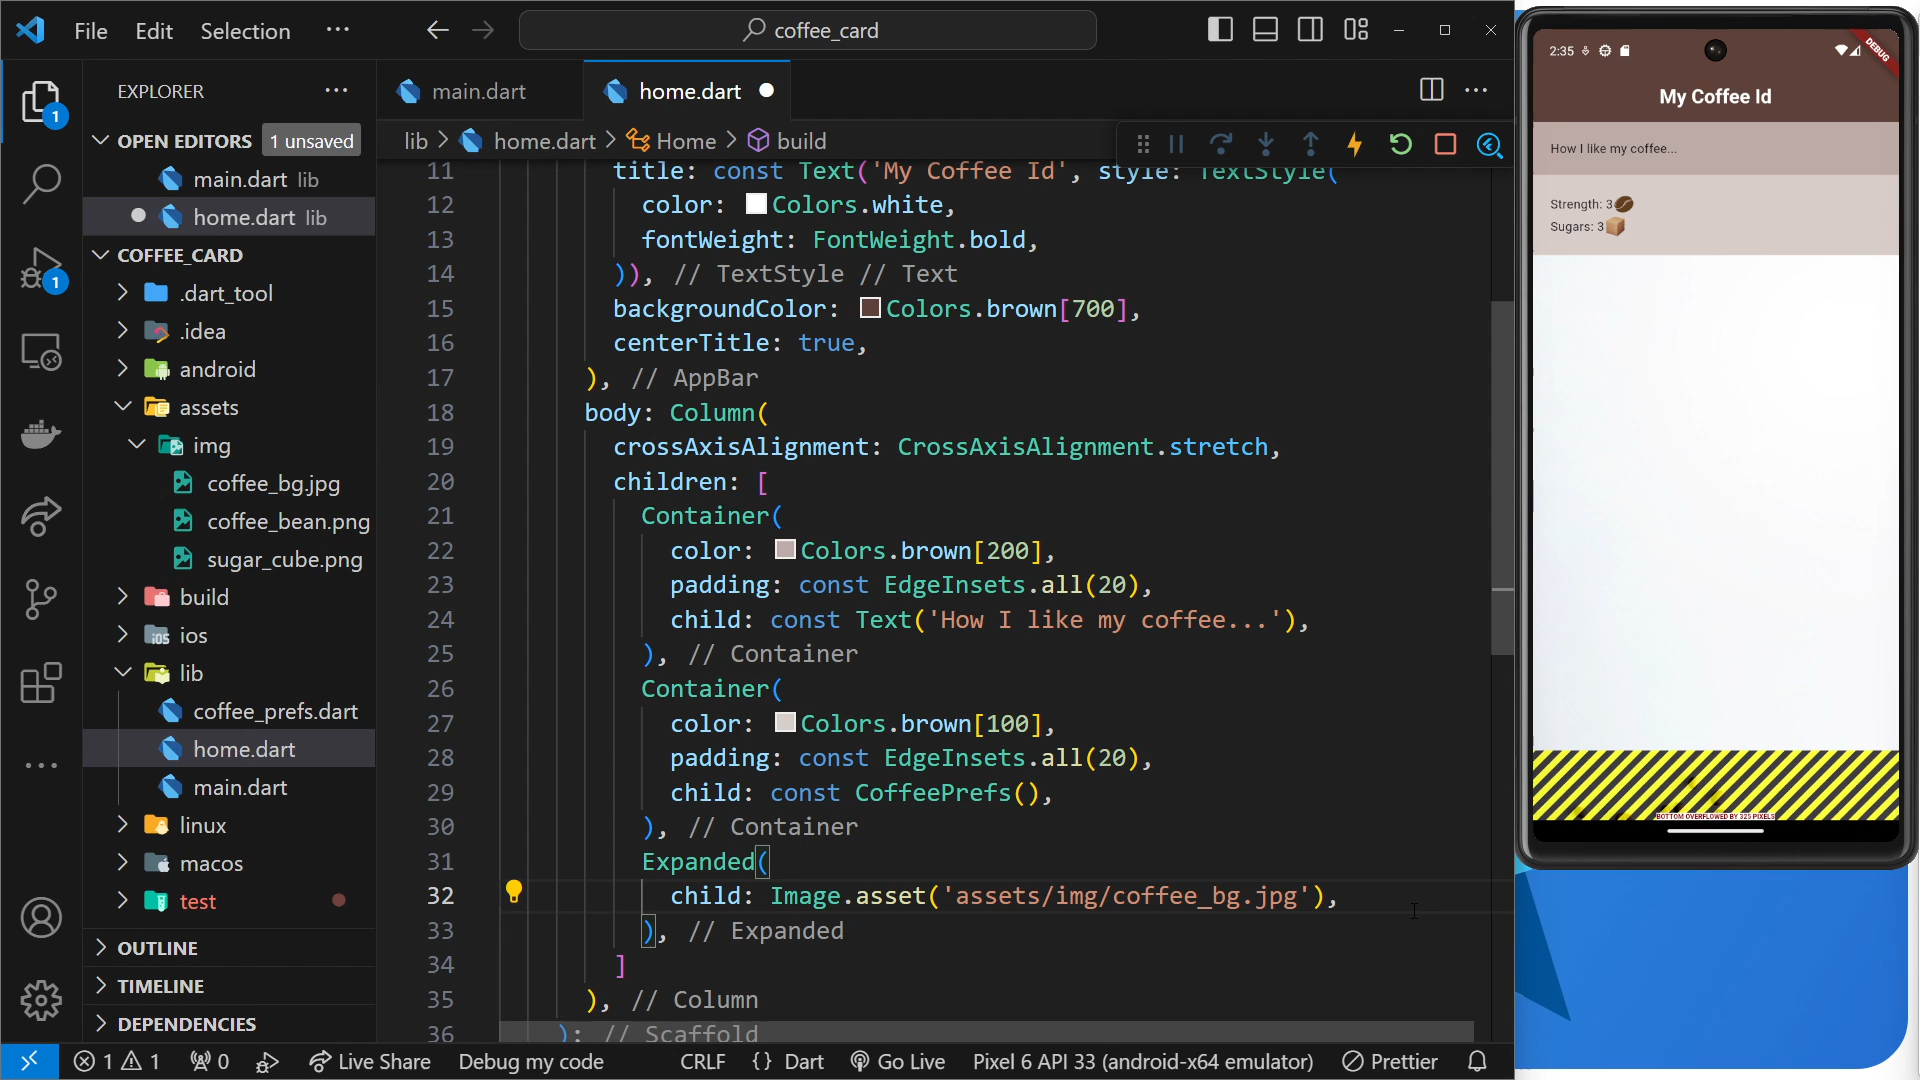 File Edit Selection ···
coffee_card
EXPLORER ···
OPEN EDITORS 1 unsaved
main.dart lib
home.dart lib
COFFEE_CARD
.dart_tool
.idea
android
assets
img
coffee_bg.jpg
coffee_bean.png
sugar_cube.png
build
ios
lib
coffee_prefs.dart
home.dart
main.dart
linux
macos
test
OUTLINE
TIMELINE
DEPENDENCIES
1
1
main.dart
home.dart
lib > home.dart > Home > build
11 title: const Text('My Coffee Id', style: TextStyle(
12 color: Colors.white,
13 fontWeight: FontWeight.bold,
14 )), // TextStyle // Text
15 backgroundColor: Colors.brown[700],
16 centerTitle: true,
17 ), // AppBar
18 body: Column(
19 crossAxisAlignment: CrossAxisAlignment.stretch,
20 children: [
21 Container(
22 color: Colors.brown[200],
23 padding: const EdgeInsets.all(20),
24 child: const Text('How I like my coffee...'),
25 ), // Container
26 Container(
27 color: Colors.brown[100],
28 padding: const EdgeInsets.all(20),
29 child: const CoffeePrefs(),
30 ), // Container
31 Expanded(
32 child: Image.asset('assets/img/coffee_bg.jpg'),
33 ), // Expanded
34 ]
35 ), // Column
36 ); // Scaffold
1 1 0 Live Share Debug my code CRLF {} Dart Go Live Pixel 6 API 33 (android-x64 emulator) Prettier
2:35
DEBUG
My Coffee Id
How I like my coffee...
Strength: 3
Sugars: 3
BOTTOM OVERFLOWED BY 325 PIXELS